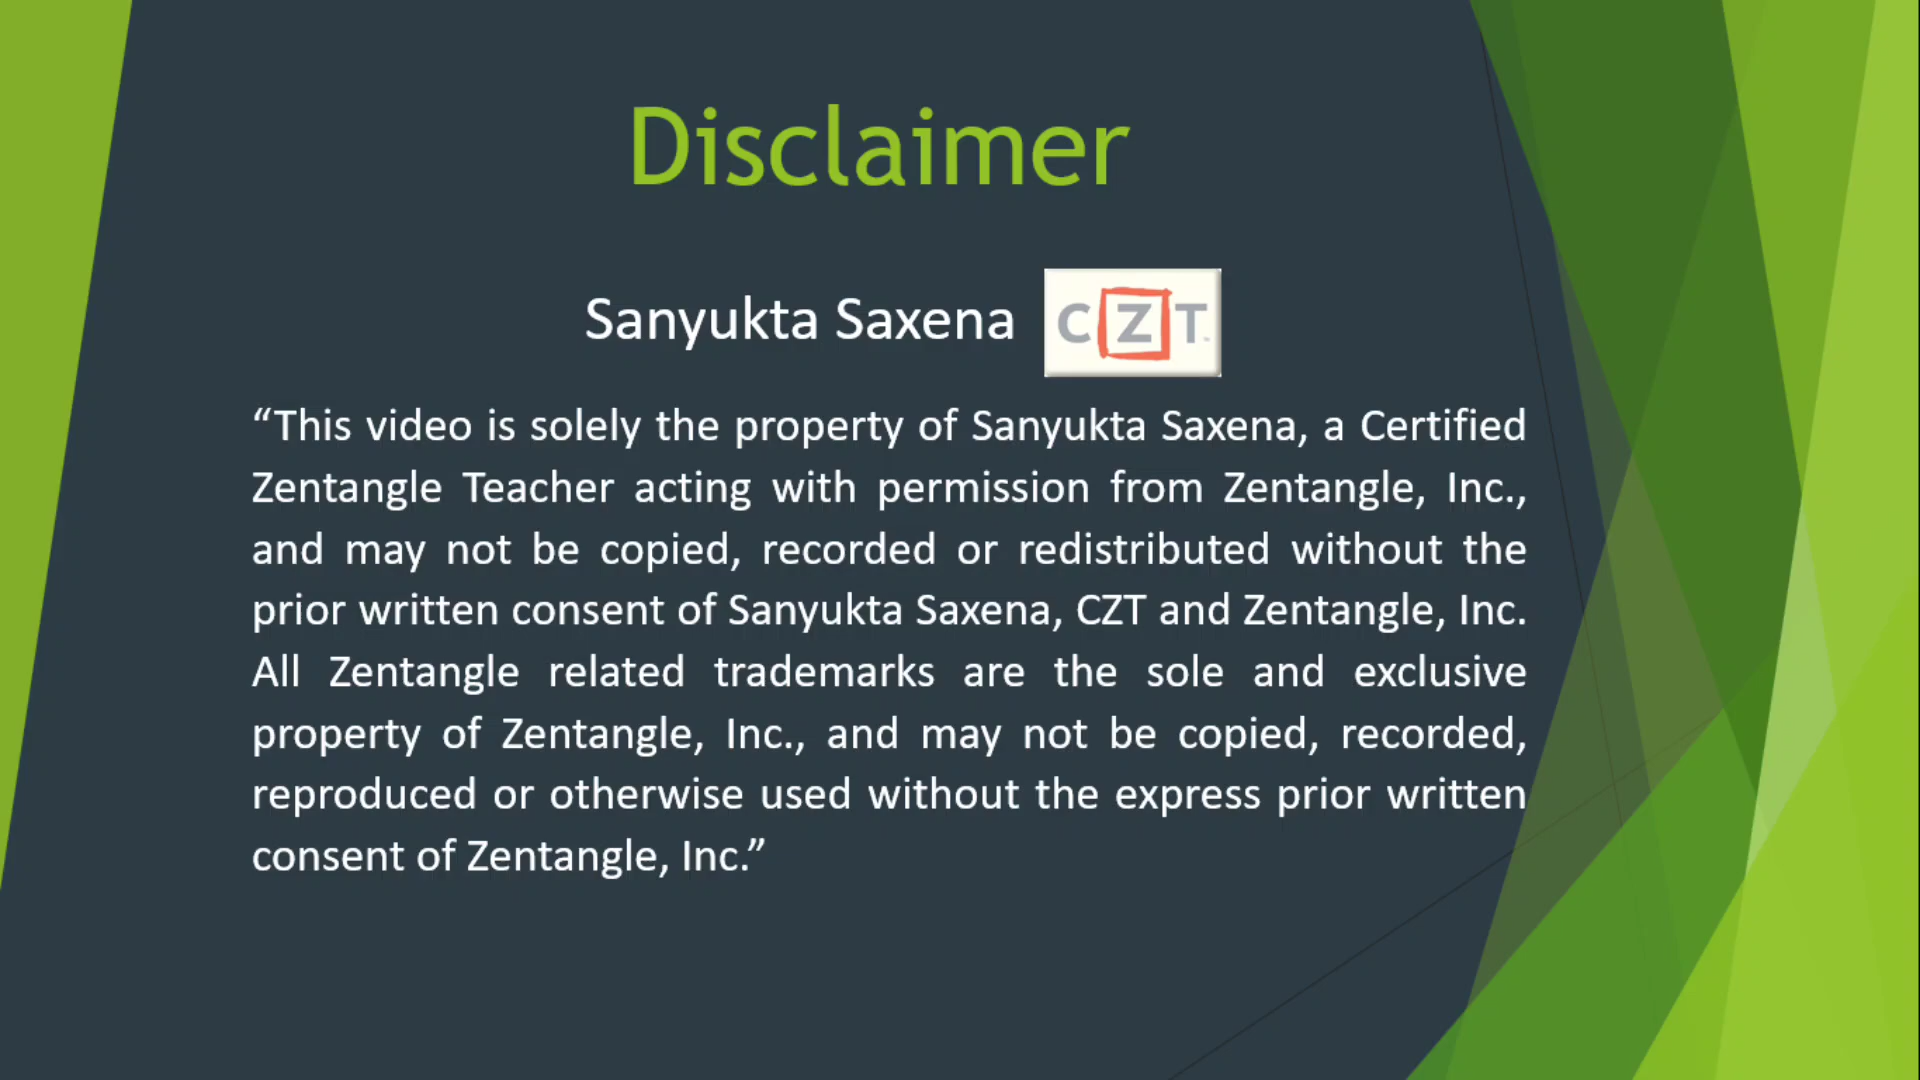 Disclaimer
Sanyukta Saxena CZT
“This video is solely the property of Sanyukta Saxena, a Certified
Zentangle Teacher acting with permission from Zentangle, Inc.,
and may not be copied, recorded or redistributed without the
prior written consent of Sanyukta Saxena, CZT and Zentangle, Inc.
All Zentangle related trademarks are the sole and exclusive
property of Zentangle, Inc., and may not be copied, recorded,
reproduced or otherwise used without the express prior written
consent of Zentangle, Inc.”